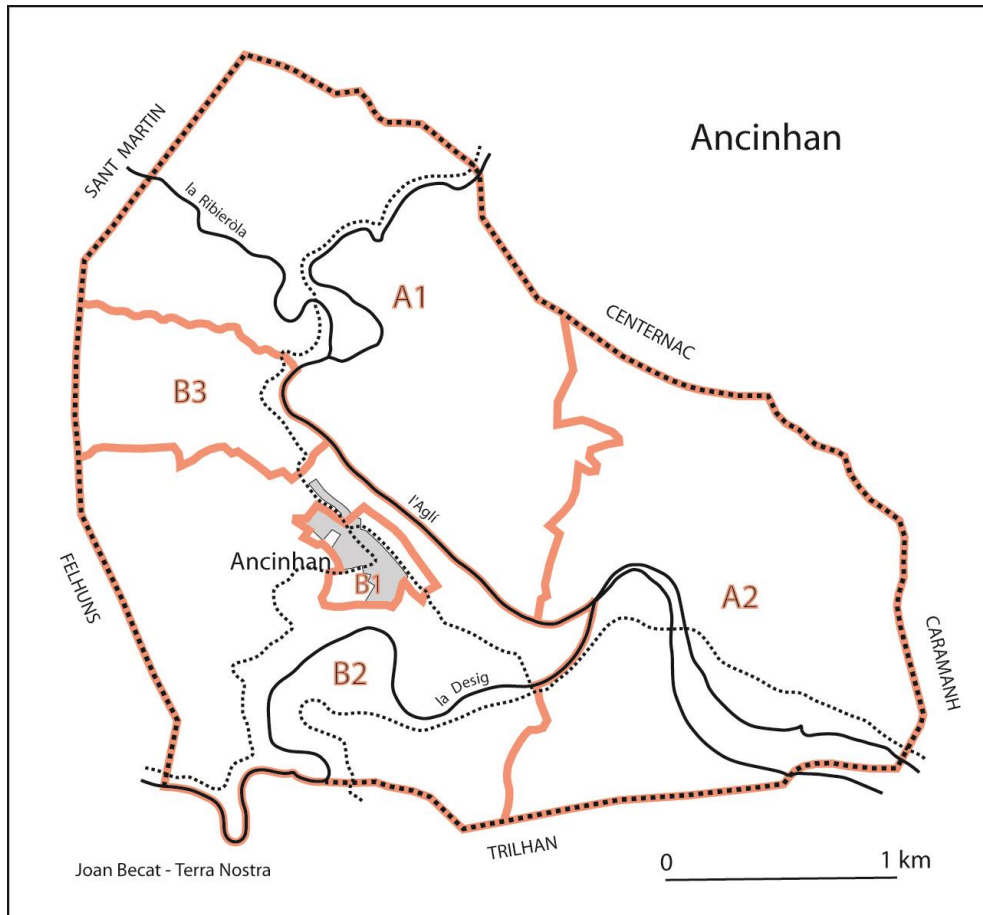 Ancinhan
SANT MARTIN
la Ribieròla
A1
CENTERNAC
B3
l'Aglí
Ancinhan
B1
A2
FELHUNS
CARAMANH
B2
la Desig
TRILHAN
Joan Becat - Terra Nostra
0 1 km